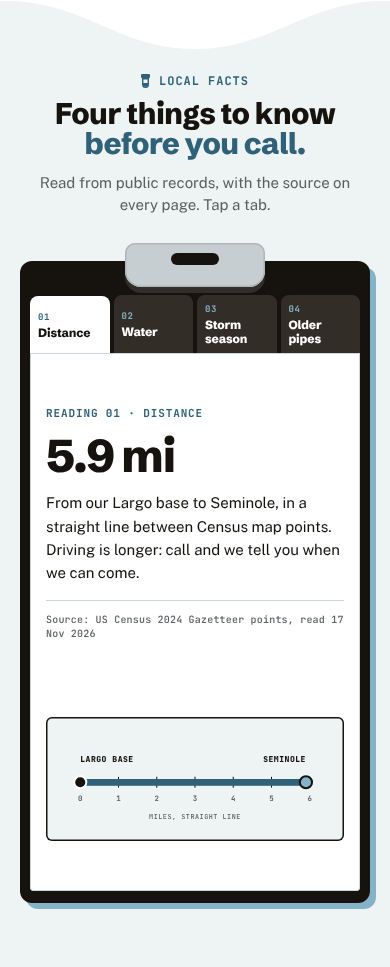 LOCAL FACTS
Four things to know
before you call.
Read from public records, with the source on
every page. Tap a tab.
01
Distance
02
Water
03
Storm
season
04
Older
pipes
READING 01 · DISTANCE
5.9 mi
From our Largo base to Seminole, in a
straight line between Census map points.
Driving is longer: call and we tell you when
we can come.
Source: US Census 2024 Gazetteer points, read 17
Nov 2026
LARGO BASE SEMINOLE
0 1 2 3 4 5 6
MILES, STRAIGHT LINE